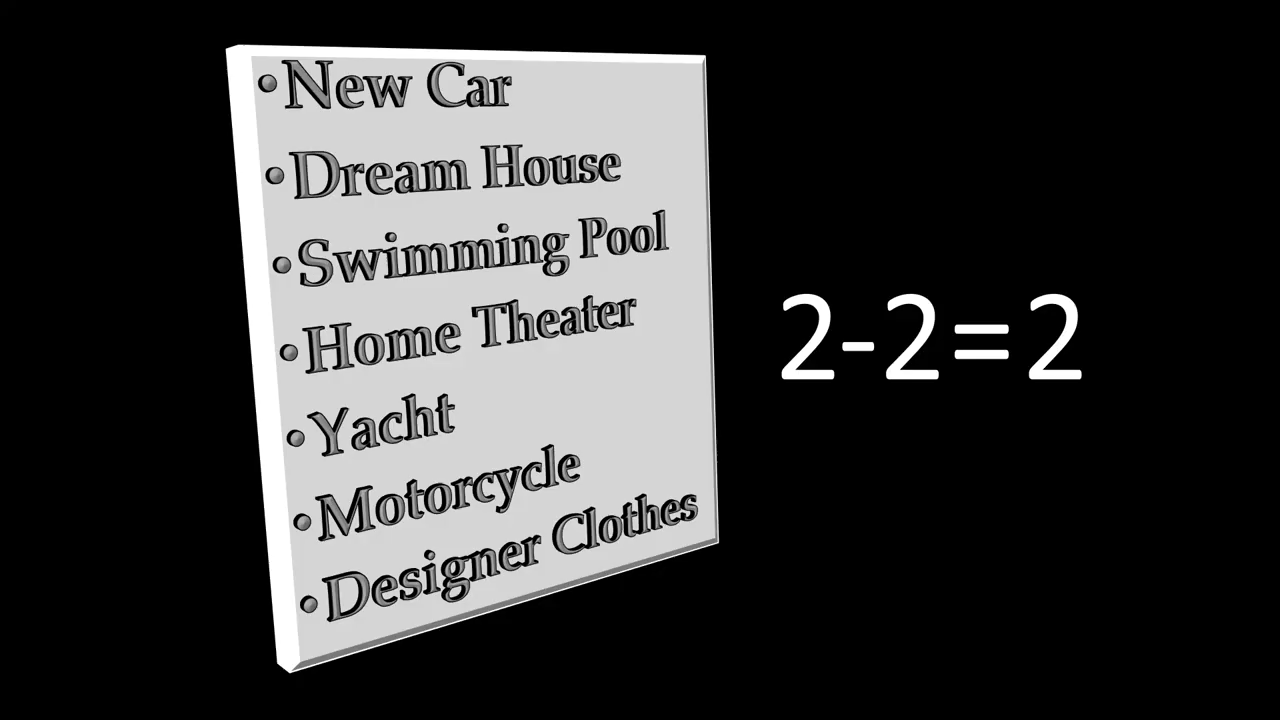 •New Car
•Dream House
•Swimming Pool
•Home Theater
•Yacht
•Motorcycle
•Designer Clothes
2-2=2